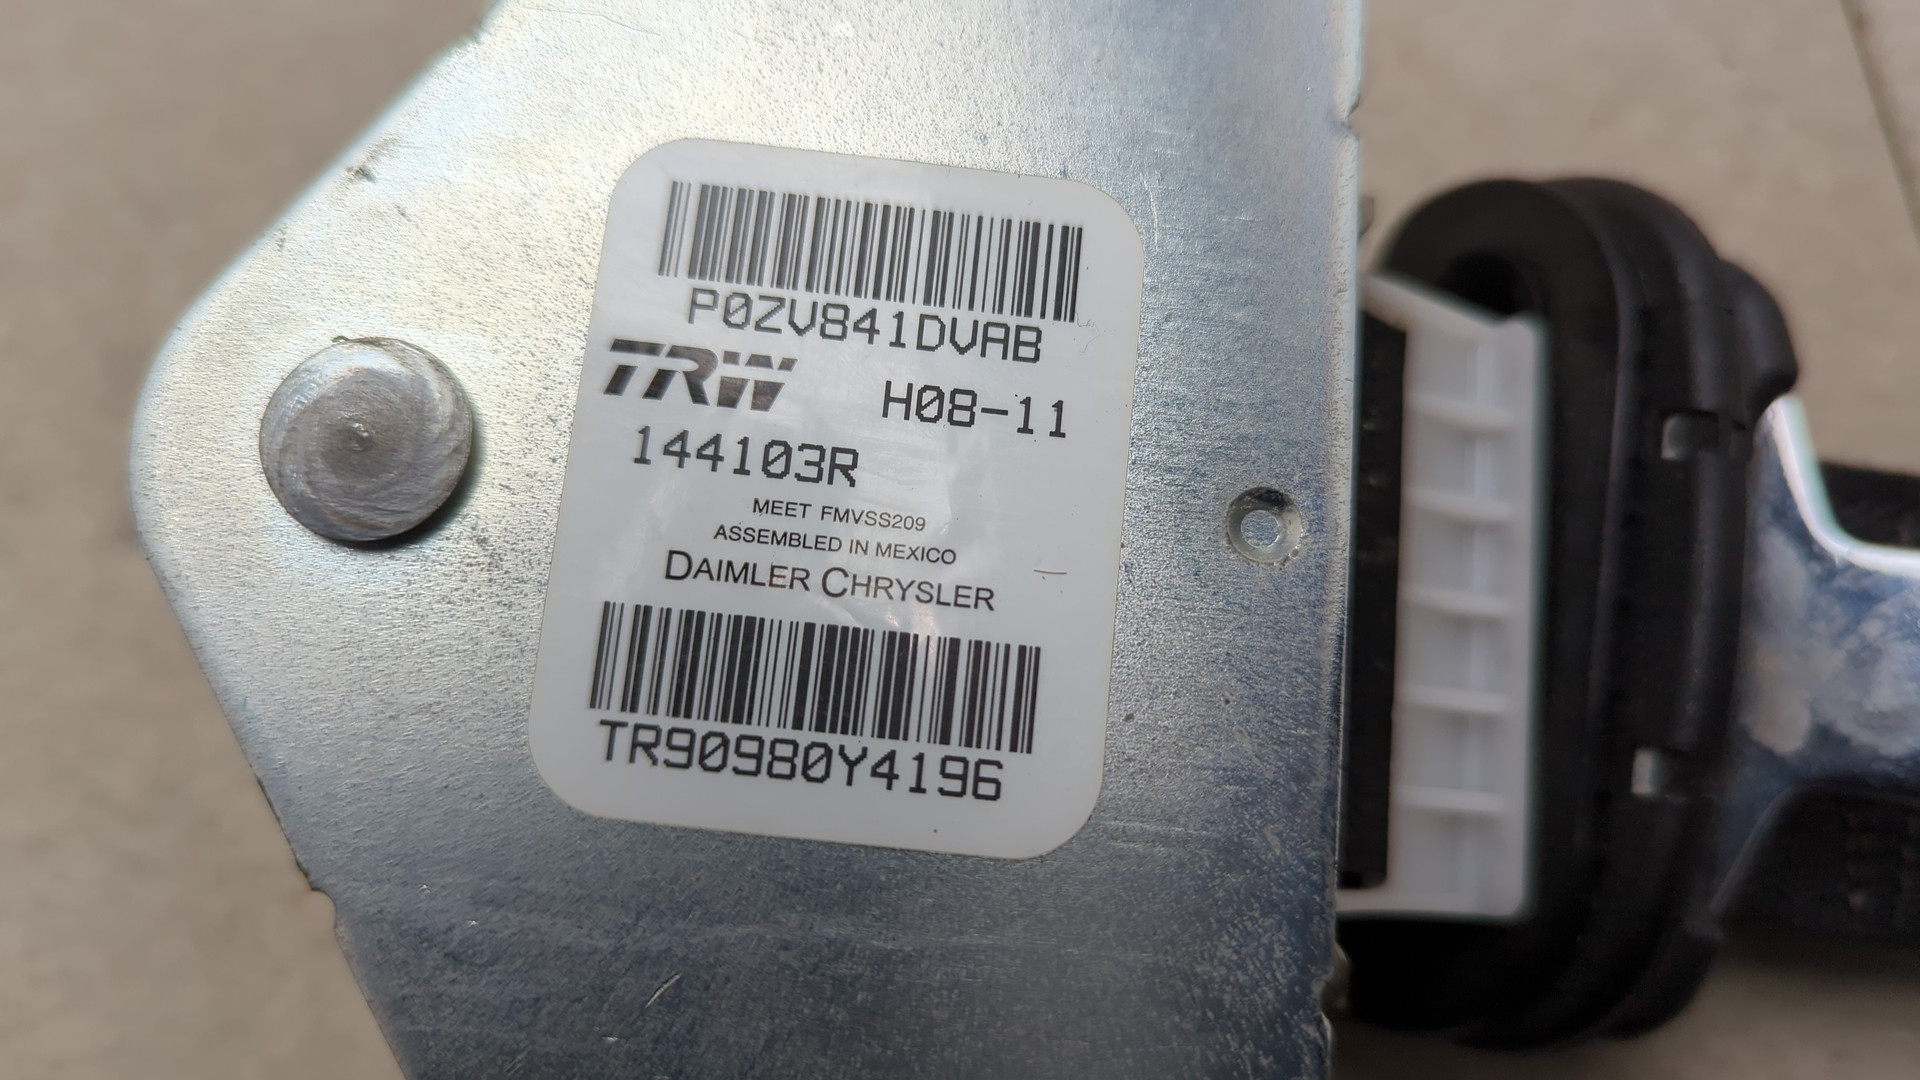 P0ZV841DVAB
TRW H08-11
144103R
MEET FMVSS209
ASSEMBLED IN MEXICO
DAIMLER CHRYSLER
TR90980Y4196